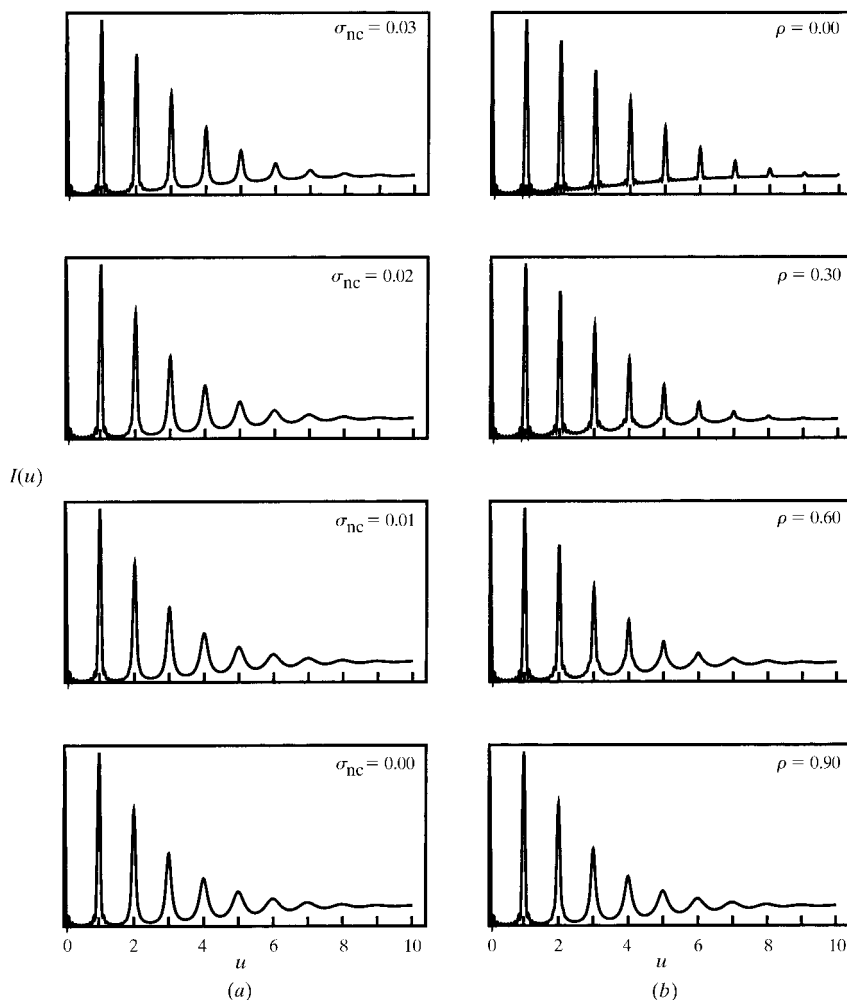 σnc = 0.03
ρ = 0.00
σnc = 0.02
ρ = 0.30
I(u)
σnc = 0.01
ρ = 0.60
σnc = 0.00
ρ = 0.90
0 2 4 6 8 10
0 2 4 6 8 10
u
u
(a)
(b)